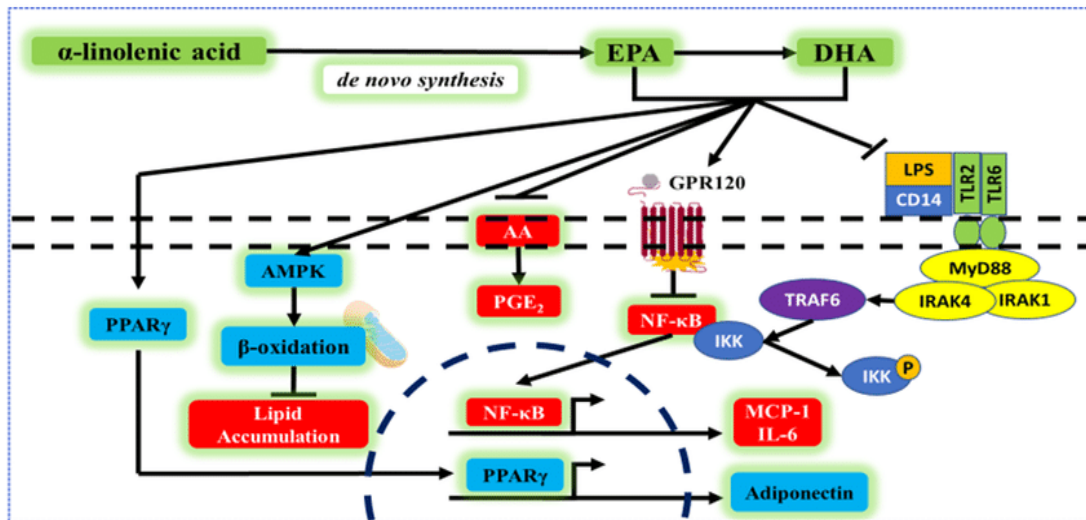 α-linolenic acid
EPA
DHA
de novo synthesis
LPS
CD14
TLR2
TLR6
GPR120
AA
AMPK
MyD88
PGE₂
TRAF6
IRAK4
IRAK1
PPARγ
NF-κB
β-oxidation
IKK
IKK
P
Lipid
Accumulation
NF-κB
MCP-1
IL-6
PPARγ
Adiponectin